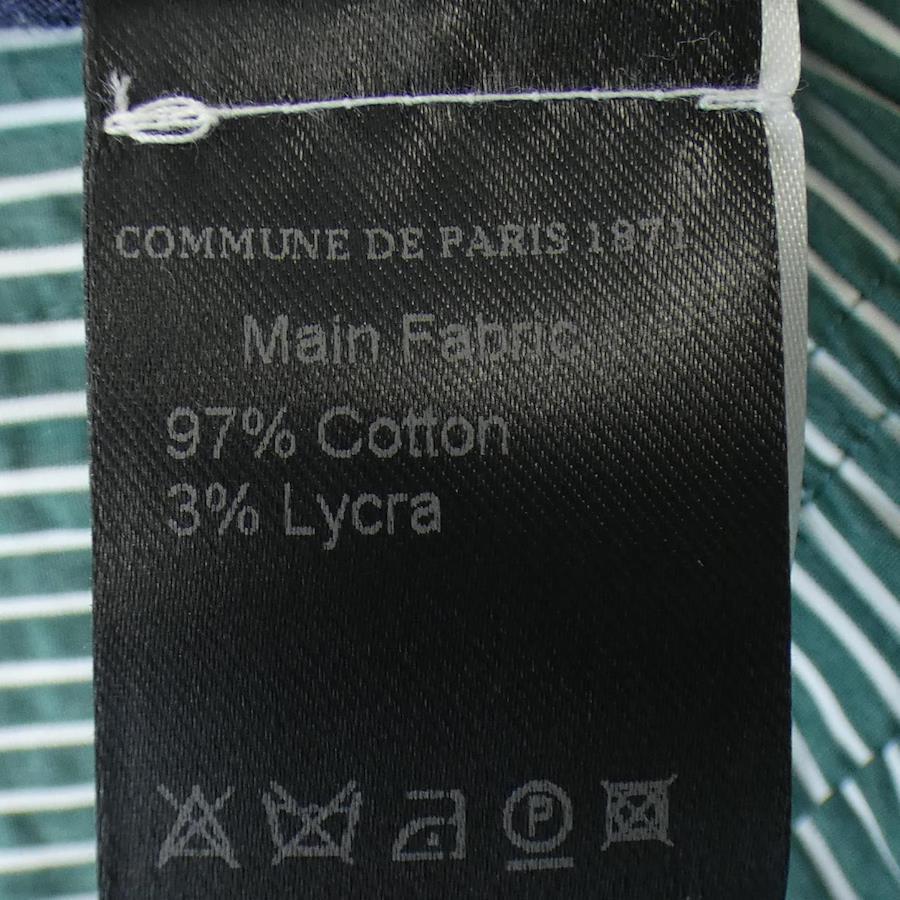 COMMUNE DE PARIS 1871
Main Fabric
97% Cotton
3% Lycra
P